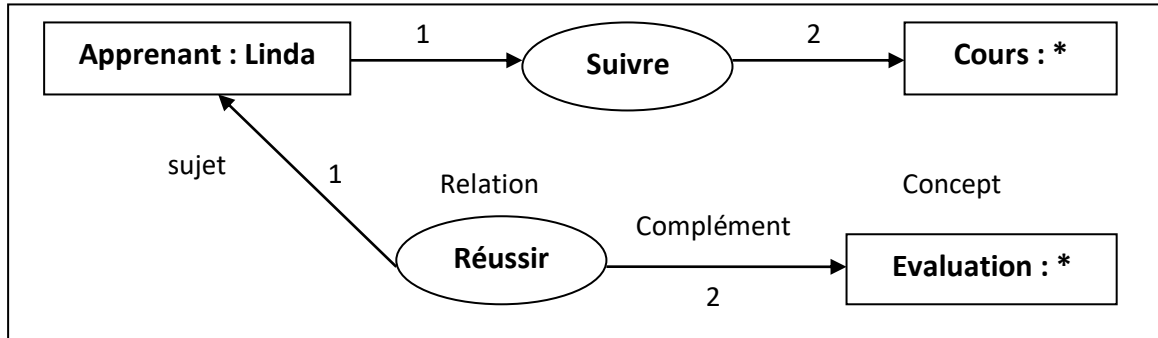 Apprenant : Linda
1
Suivre
2
Cours : *
sujet
1
Relation
Concept
Complément
Réussir
2
Evaluation : *